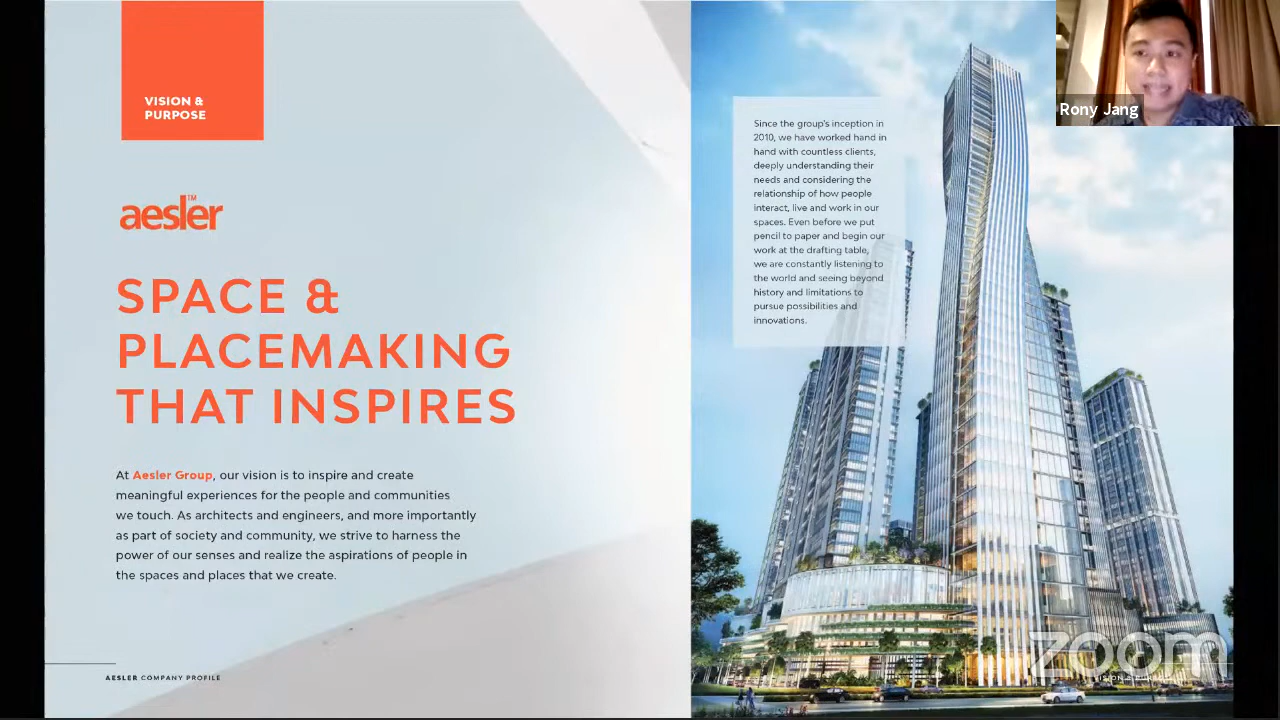 VISION &
PURPOSE
aesler™
SPACE &
PLACEMAKING
THAT INSPIRES
At Aesler Group, our vision is to inspire and create
meaningful experiences for the people and communities
we touch. As architects and engineers, and more importantly
as part of society and community, we strive to harness the
power of our senses and realize the aspirations of people in
the spaces and places that we create.
AESLER COMPANY PROFILE
Since the group's inception in
2010, we have worked hand in
hand with countless clients,
deeply understanding their
needs and considering the
relationship of how people
interact, live and work in our
spaces. Even before we put
pencil to paper and begin our
work at the drafting table,
we are constantly listening to
the world and seeing beyond
history and limitations to
pursue possibilities and
innovations.
Rony Jang
zoom